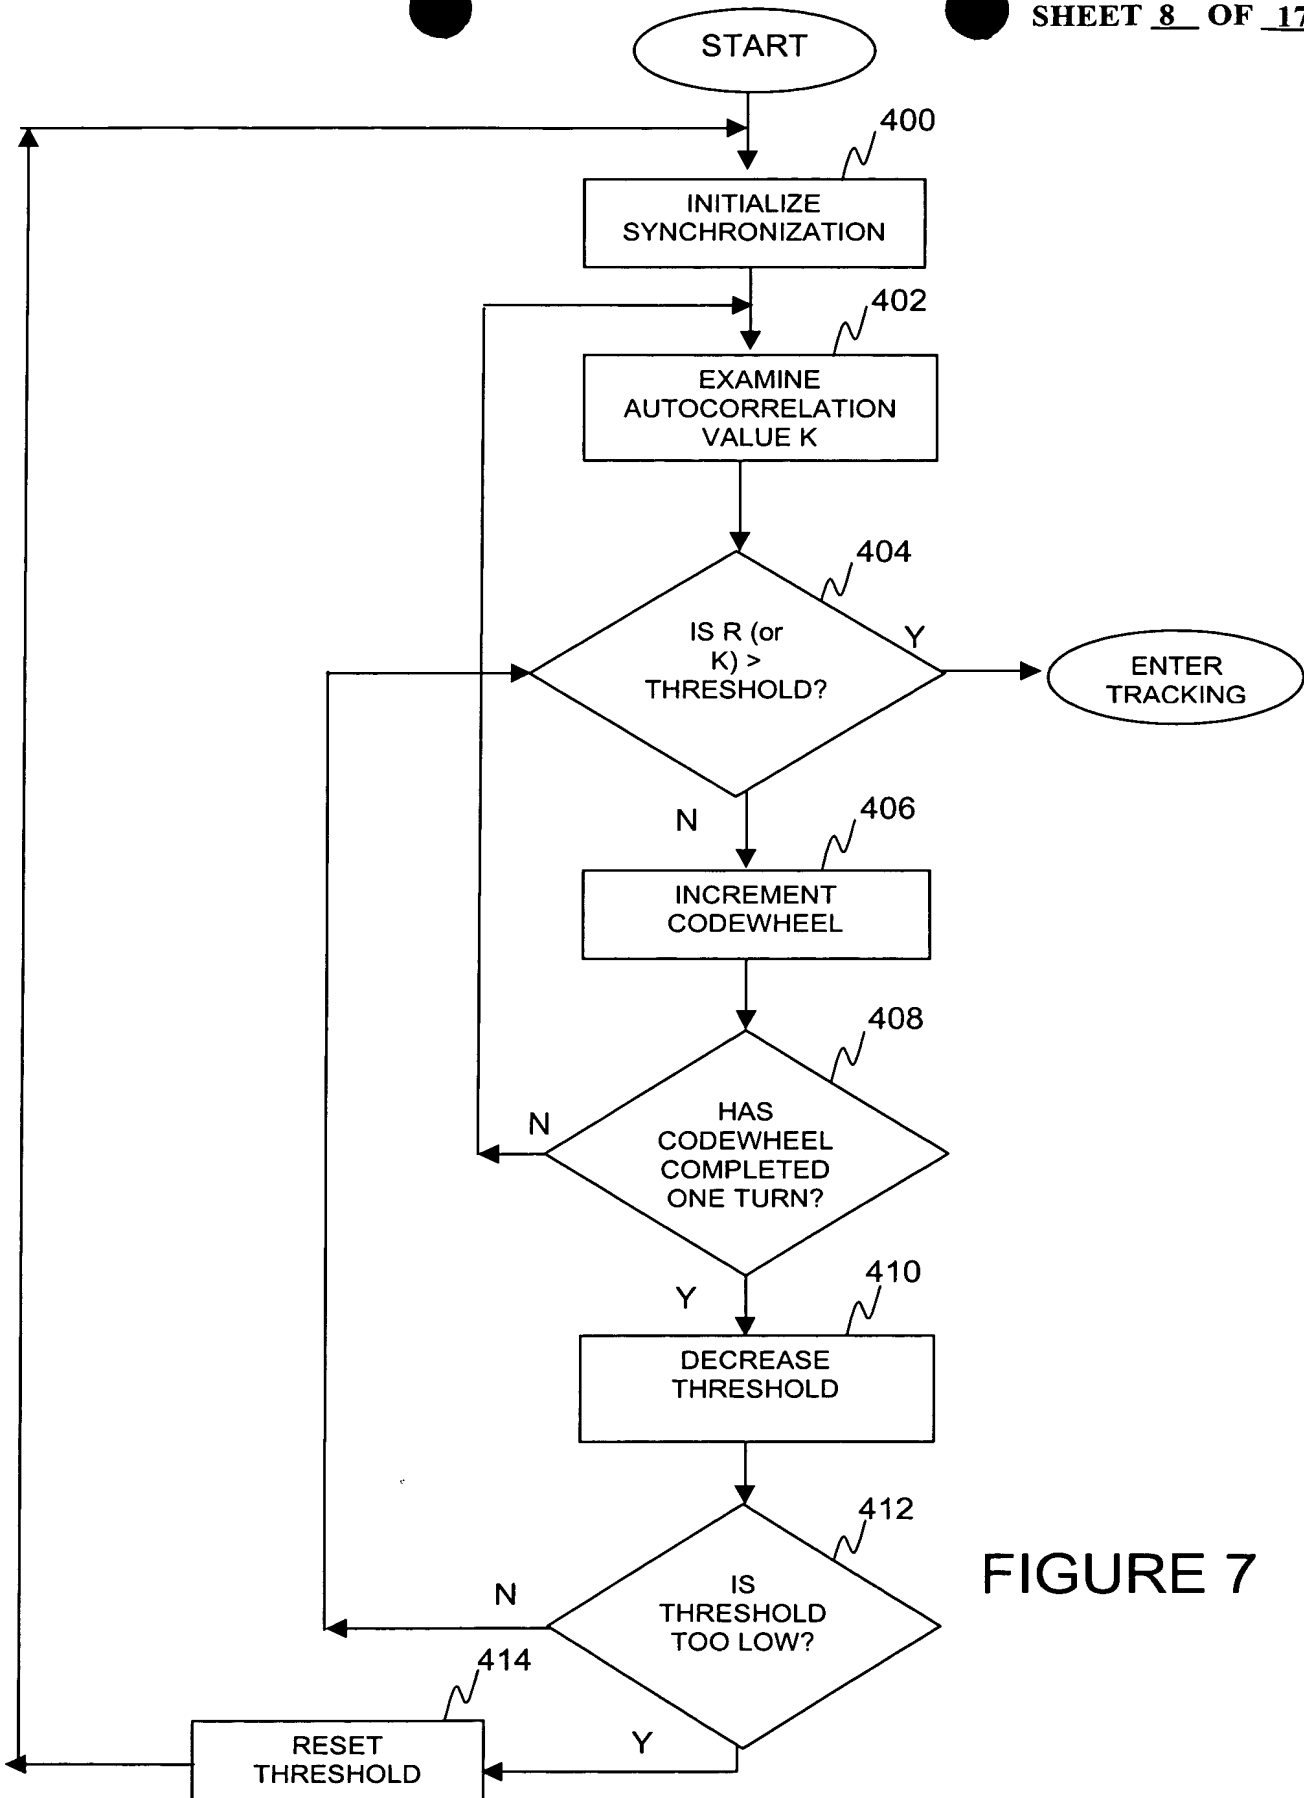 SHEET 8 OF 17
START
400
INITIALIZE
SYNCHRONIZATION
402
EXAMINE
AUTOCORRELATION
VALUE K
404
IS R (or
K) >
THRESHOLD?
Y
ENTER
TRACKING
N
406
INCREMENT
CODEWHEEL
408
HAS
CODEWHEEL
COMPLETED
ONE TURN?
N
Y
410
DECREASE
THRESHOLD
412
IS
THRESHOLD
TOO LOW?
N
FIGURE 7
414
RESET
THRESHOLD
Y